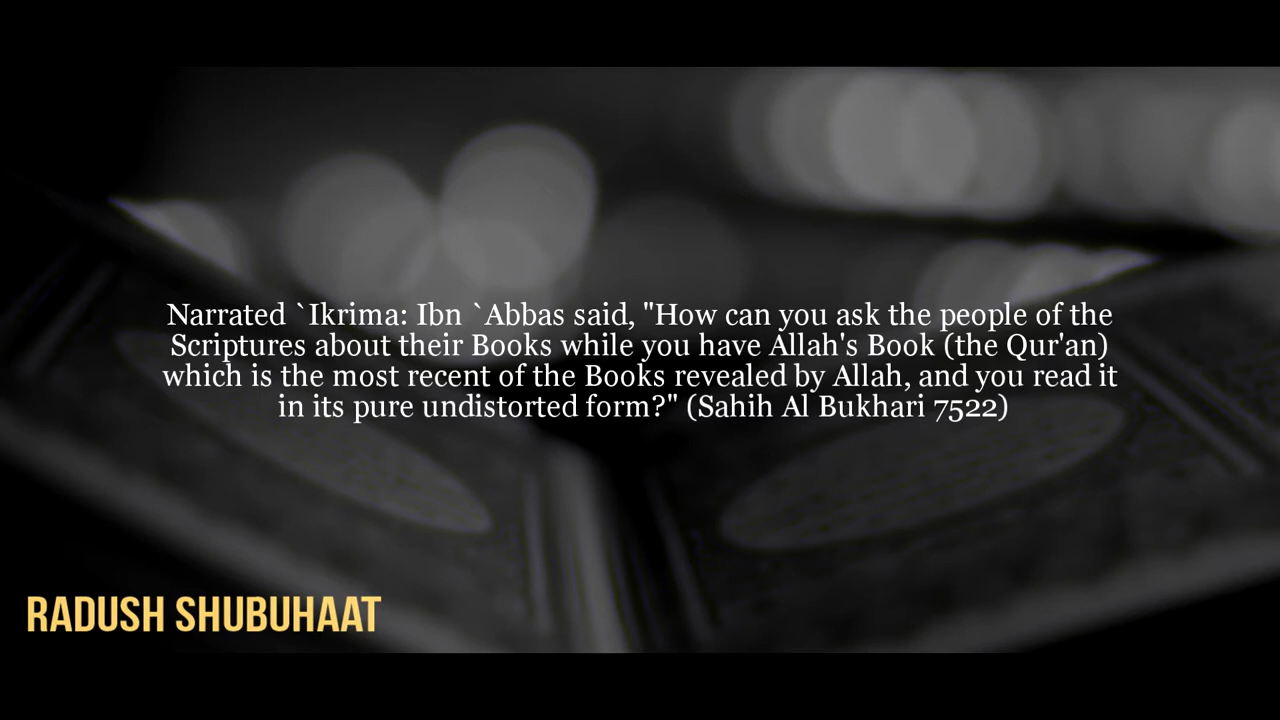 Narrated `Ikrima: Ibn `Abbas said, "How can you ask the people of the
Scriptures about their Books while you have Allah's Book (the Qur'an)
which is the most recent of the Books revealed by Allah, and you read it
in its pure undistorted form?" (Sahih Al Bukhari 7522)
RADUSH SHUBUHAAT